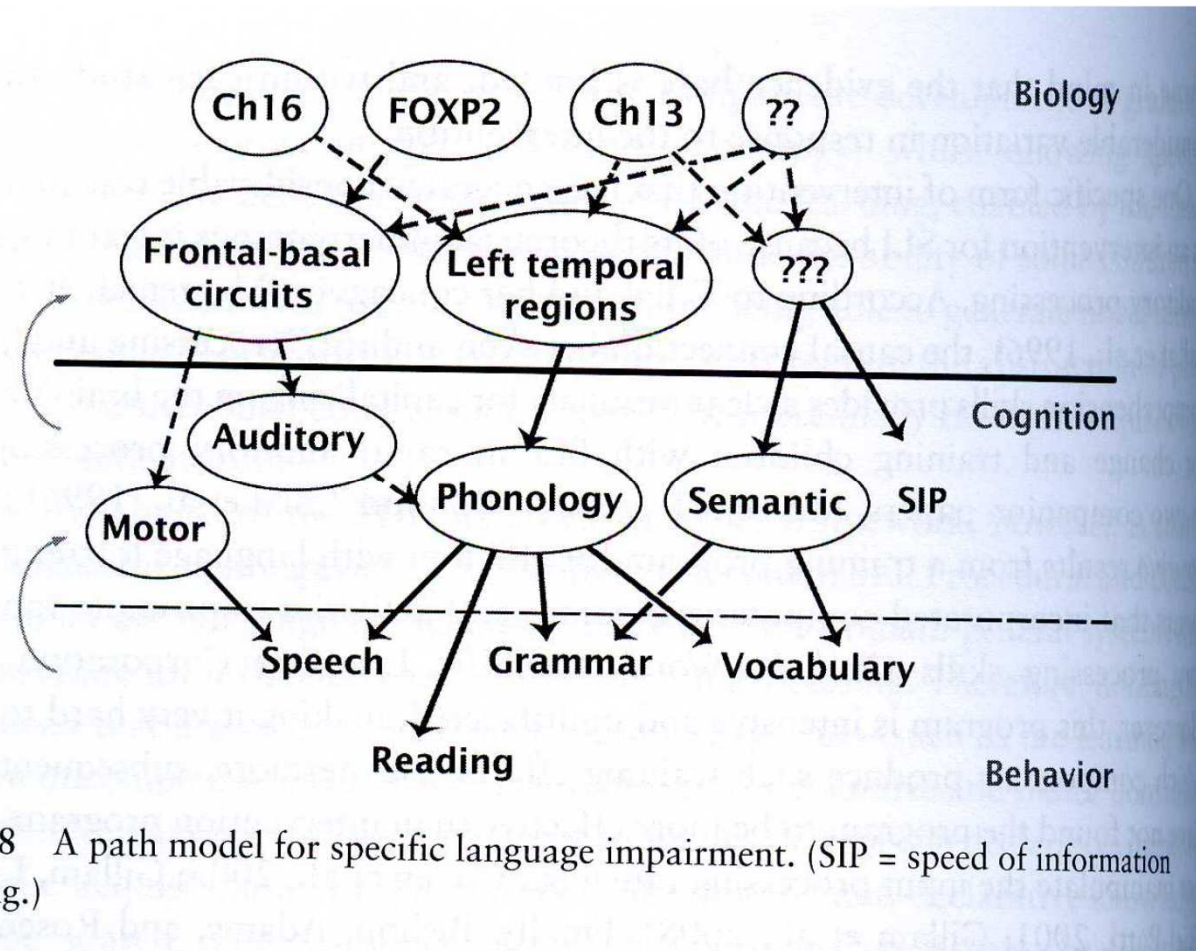 Ch16 FOXP2 Ch13 ?? Biology
Frontal-basal
circuits
Left temporal
regions
???
Cognition
Auditory
Phonology Semantic SIP
Motor
Speech Grammar Vocabulary
Reading
Behavior
8 A path model for specific language impairment. (SIP = speed of information
g.)